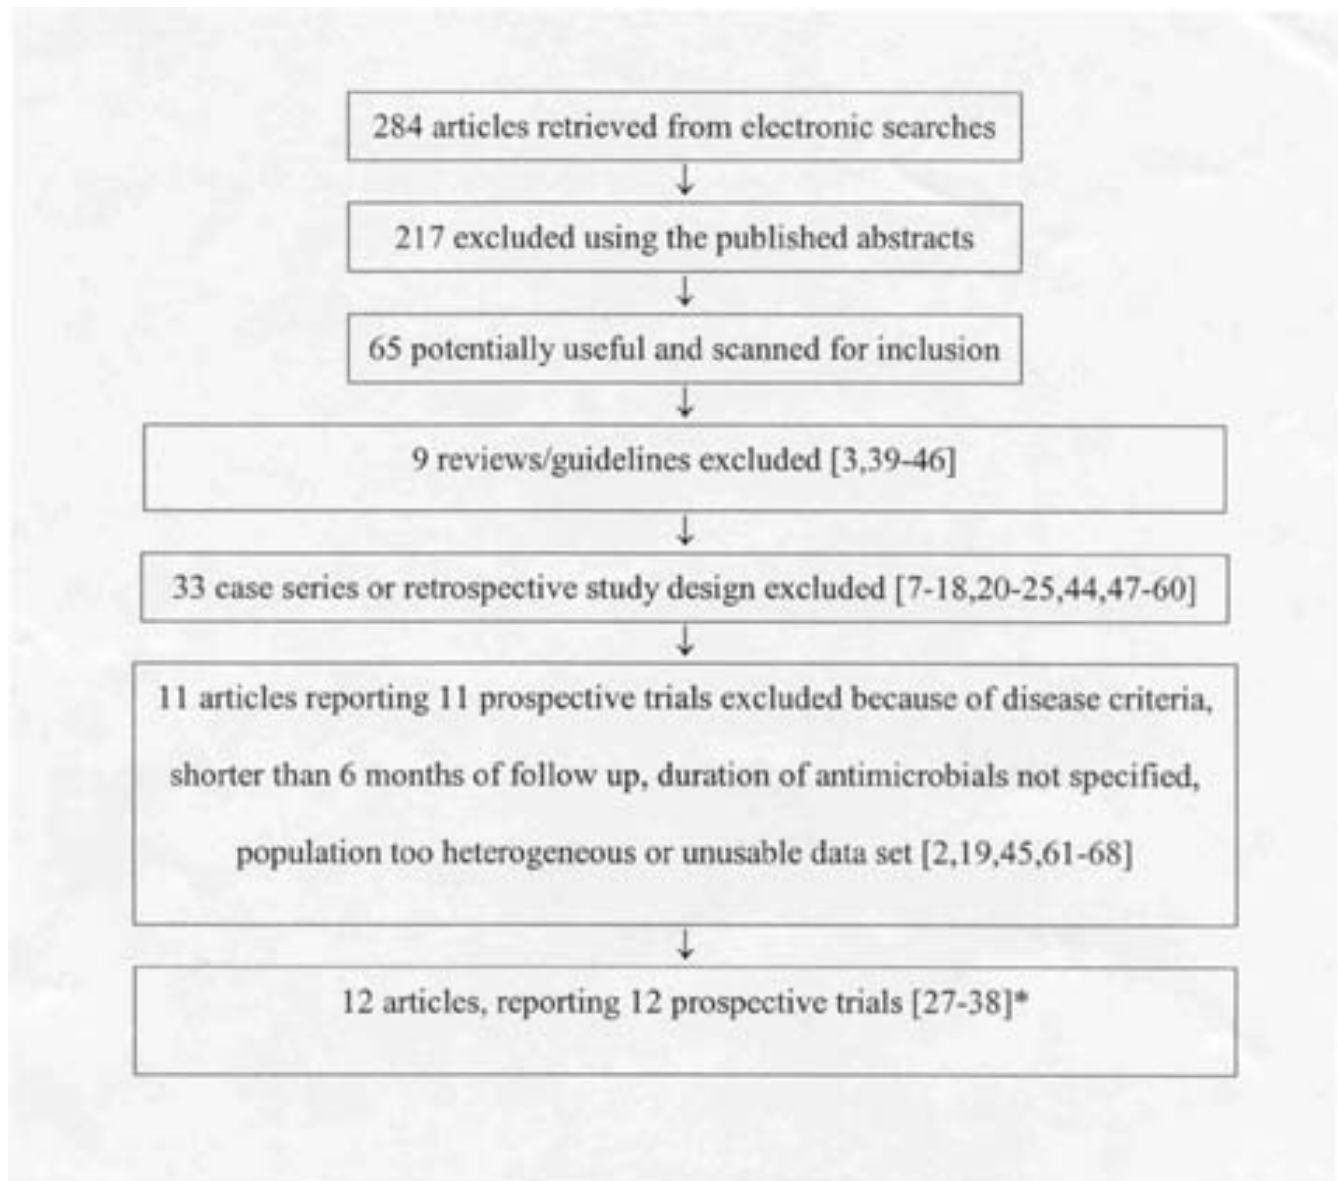 284 articles retrieved from electronic searches
↓
217 excluded using the published abstracts
↓
65 potentially useful and scanned for inclusion
↓
9 reviews/guidelines excluded [3,39-46]
↓
33 case series or retrospective study design excluded [7-18,20-25,44,47-60]
↓
11 articles reporting 11 prospective trials excluded because of disease criteria,
shorter than 6 months of follow up, duration of antimicrobials not specified,
population too heterogeneous or unusable data set [2,19,45,61-68]
↓
12 articles, reporting 12 prospective trials [27-38]*